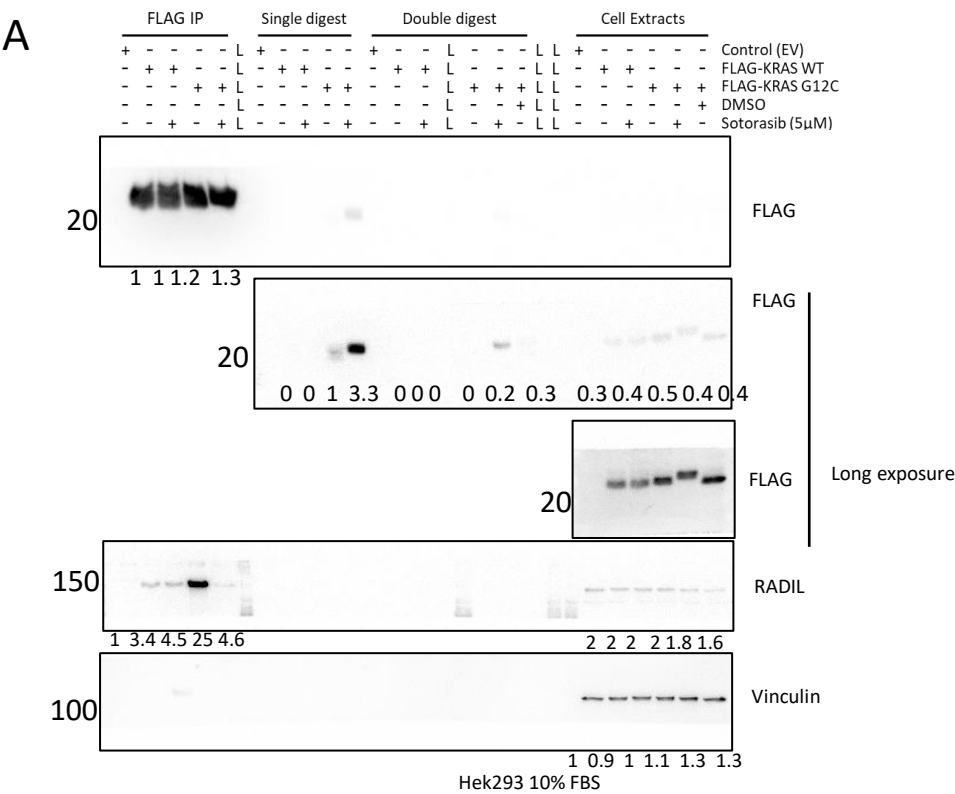 A
FLAG IP Single digest Double digest Cell Extracts
+ - - - - L + - - - - + - - L - - - L L + - - - - - Control (EV)
- + + - - L - + + - - - + + L - - - L L - + + - - - FLAG-KRAS WT
- - - + + L - - - + + - - - L + + + L L - - - + + + FLAG-KRAS G12C
- - - - - L - - - - - - - - L - - + L L - - - - - + DMSO
- - + - + L - - + - + - - + L - + - L L - - + - + - Sotorasib (5µM)
20 FLAG
1 1 1.2 1.3
FLAG
20
0 0 1 3.3 0 0 0 0 0.2 0.3 0.3 0.4 0.5 0.4 0.4
20 FLAG Long exposure
150 RADIL
1 3.4 4.5 25 4.6 2 2 2 2 1.8 1.6
100 Vinculin
1 0.9 1 1.1 1.3 1.3
Hek293 10% FBS